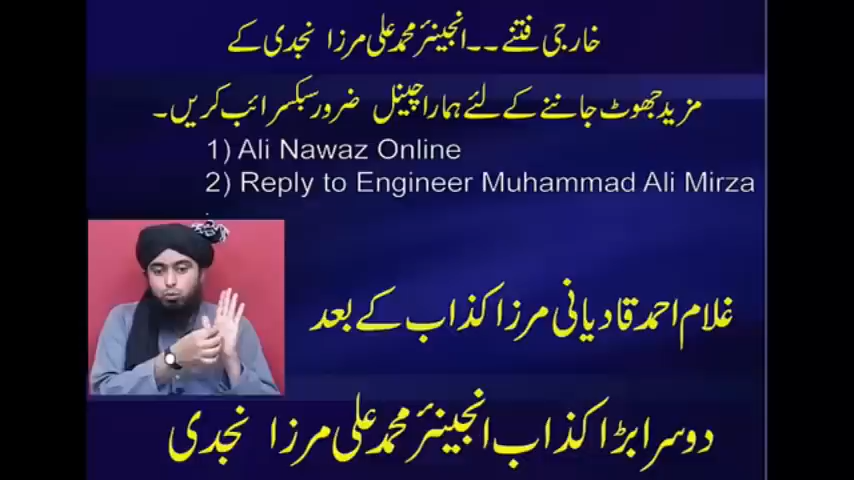 خارجی فتنے۔۔انجینئر محمد علی مرزا نجدی کے
مزید جھوٹ جاننے کے لئے ہمارا چینل ضرور سبکسرائب کریں۔
1) Ali Nawaz Online
2) Reply to Engineer Muhammad Ali Mirza
غلام احمد قادیانی مرزا کذاب کے بعد
دوسرا بڑا کذاب انجینئر محمد علی مرزا نجدی